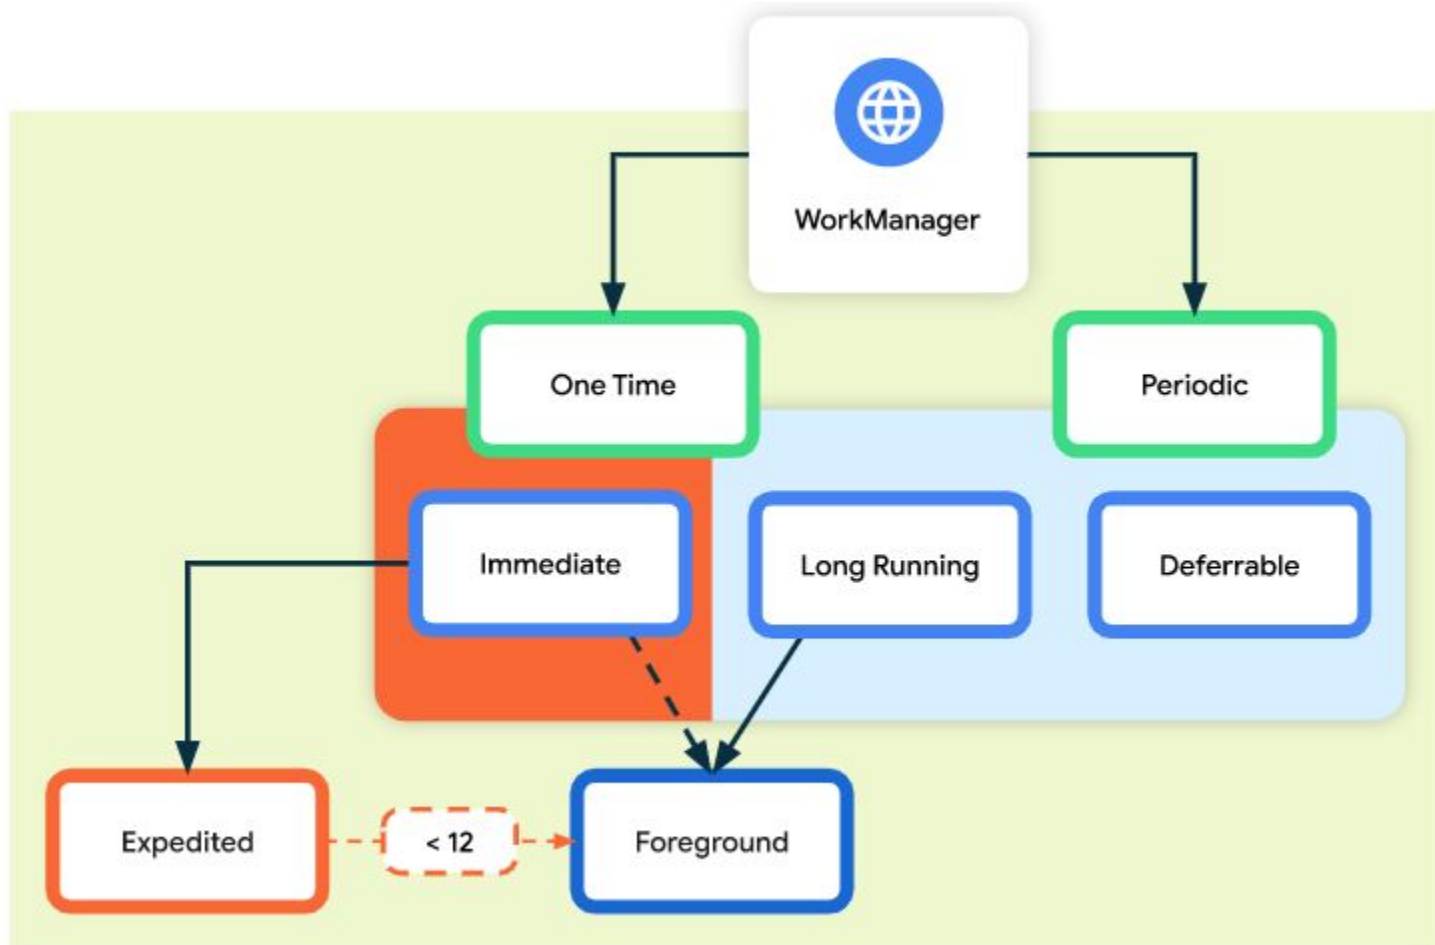 WorkManager
One Time
Periodic
Immediate
Long Running
Deferrable
Expedited
< 12
Foreground